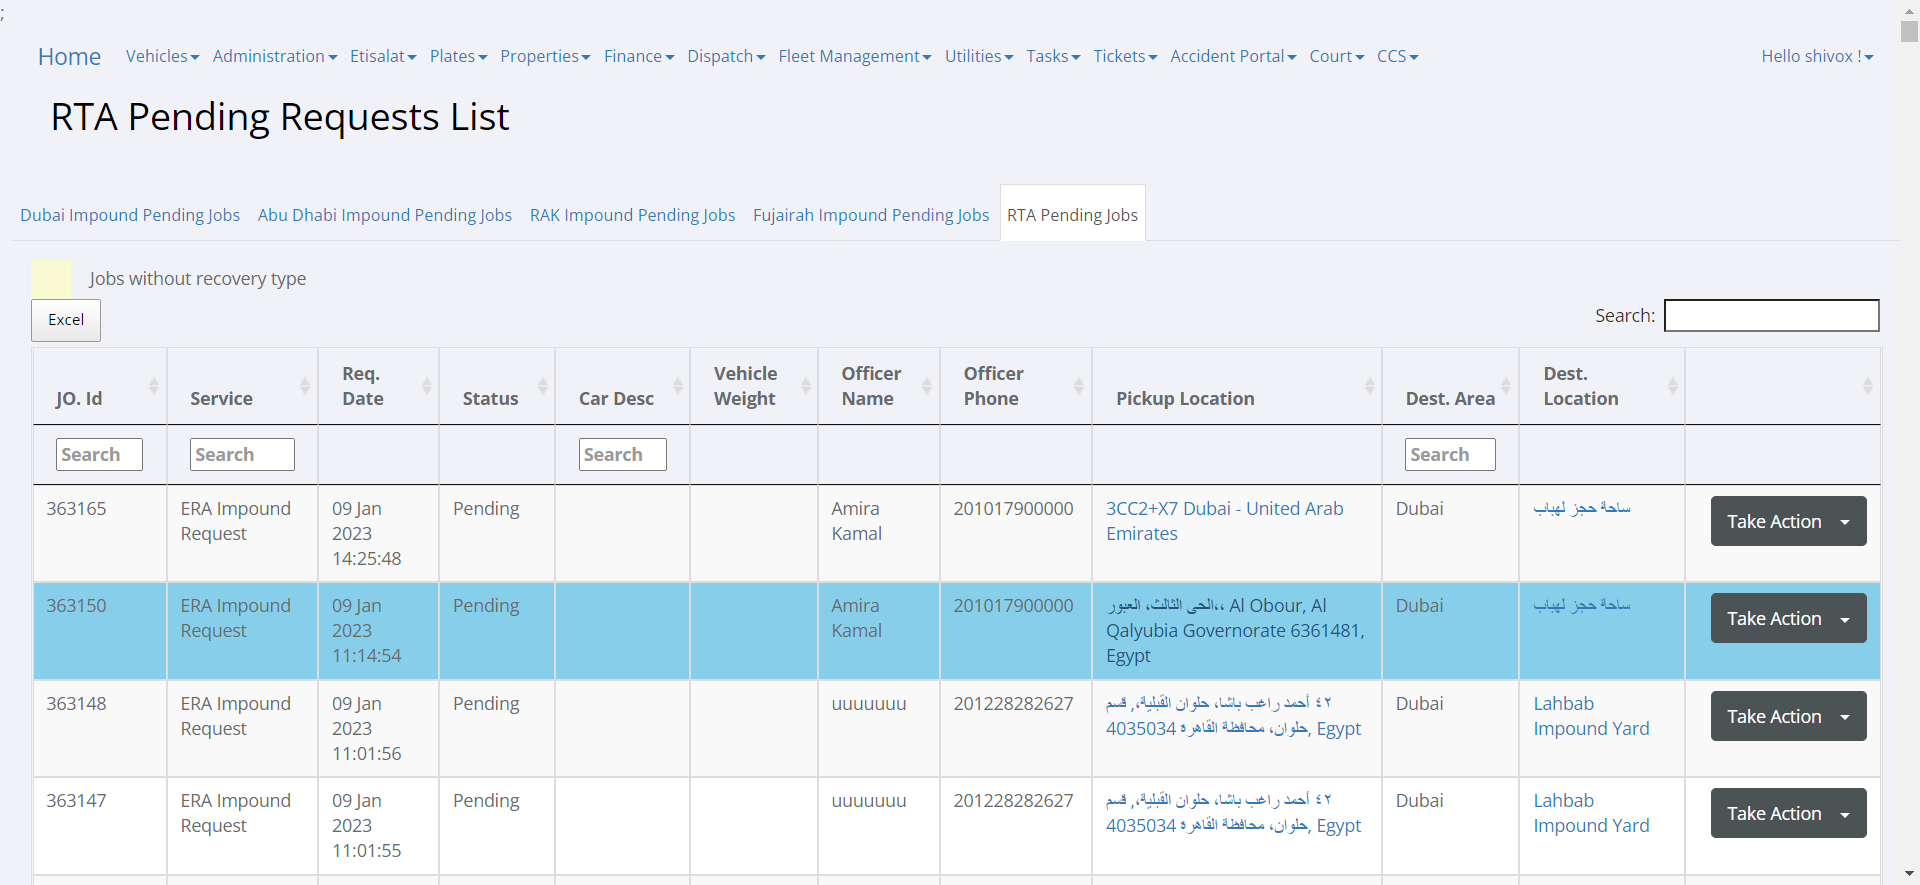 ;
Home Vehicles Administration Etisalat Plates Properties Finance Dispatch Fleet Management Utilities Tasks Tickets Accident Portal Court CCS Hello shivox !
RTA Pending Requests List
Dubai Impound Pending Jobs Abu Dhabi Impound Pending Jobs RAK Impound Pending Jobs Fujairah Impound Pending Jobs RTA Pending Jobs
Jobs without recovery type
Excel
Search:
JO. Id
Service
Req.
Date
Status
Car Desc
Vehicle
Weight
Officer
Name
Officer
Phone
Pickup Location
Dest. Area
Dest.
Location
Search Search Search Search
363165
ERA Impound
Request
09 Jan
2023
14:25:48
Pending
Amira
Kamal
201017900000
3CC2+X7 Dubai - United Arab
Emirates
Dubai
ساحة حجز لهباب
Take Action
363150
ERA Impound
Request
09 Jan
2023
11:14:54
Pending
Amira
Kamal
201017900000
،،الحى الثالث، العبور Al Obour, Al
Qalyubia Governorate 6361481,
Egypt
Dubai
ساحة حجز لهباب
Take Action
363148
ERA Impound
Request
09 Jan
2023
11:01:56
Pending
uuuuuuu
201228282627
٤٢ أحمد راغب باشا، حلوان القبلية،, قسم
حلوان، محافظة القاهرة 4035034, Egypt
Dubai
Lahbab
Impound Yard
Take Action
363147
ERA Impound
Request
09 Jan
2023
11:01:55
Pending
uuuuuuu
201228282627
٤٢ أحمد راغب باشا، حلوان القبلية،, قسم
حلوان، محافظة القاهرة 4035034, Egypt
Dubai
Lahbab
Impound Yard
Take Action